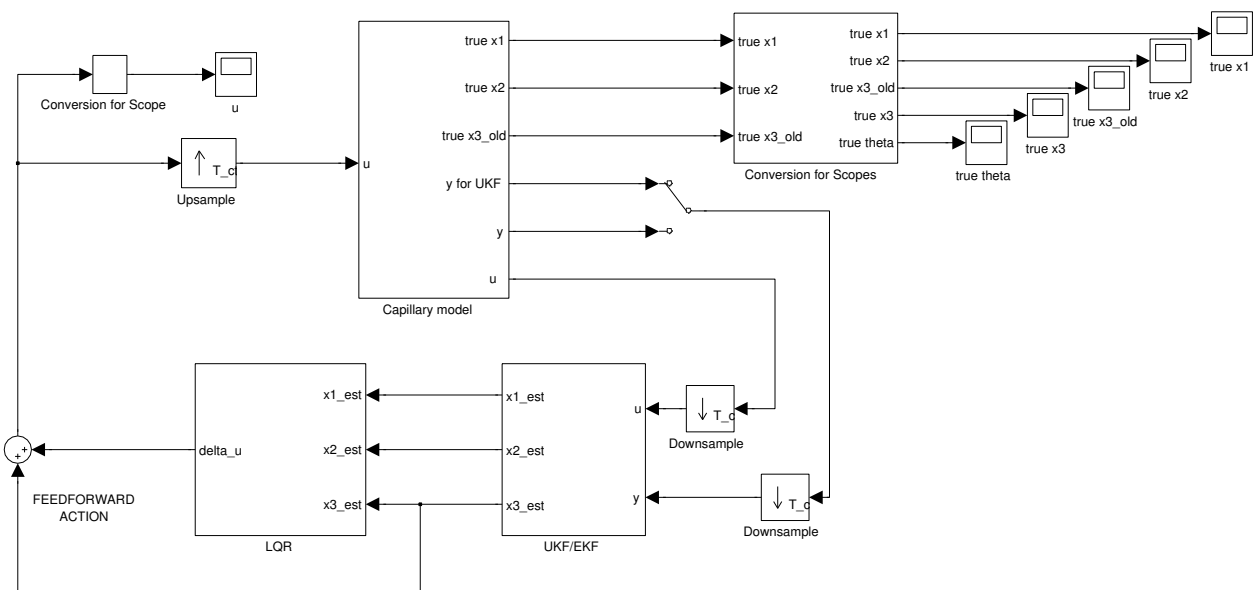 true x1
true x2
true x3_old
y for UKF
y
u
u
Capillary model
true x1
true x2
true x3_old
true x1
true x2
true x3_old
true x3
true theta
Conversion for Scopes
true x1
true x2
true x3_old
true x3
true theta
Conversion for Scope
u
T_c
Upsample
x1_est
x2_est
x3_est
delta_u
LQR
x1_est
x2_est
x3_est
u
y
UKF/EKF
T_c
Downsample
T_c
Downsample
+
+
FEEDFORWARD
ACTION